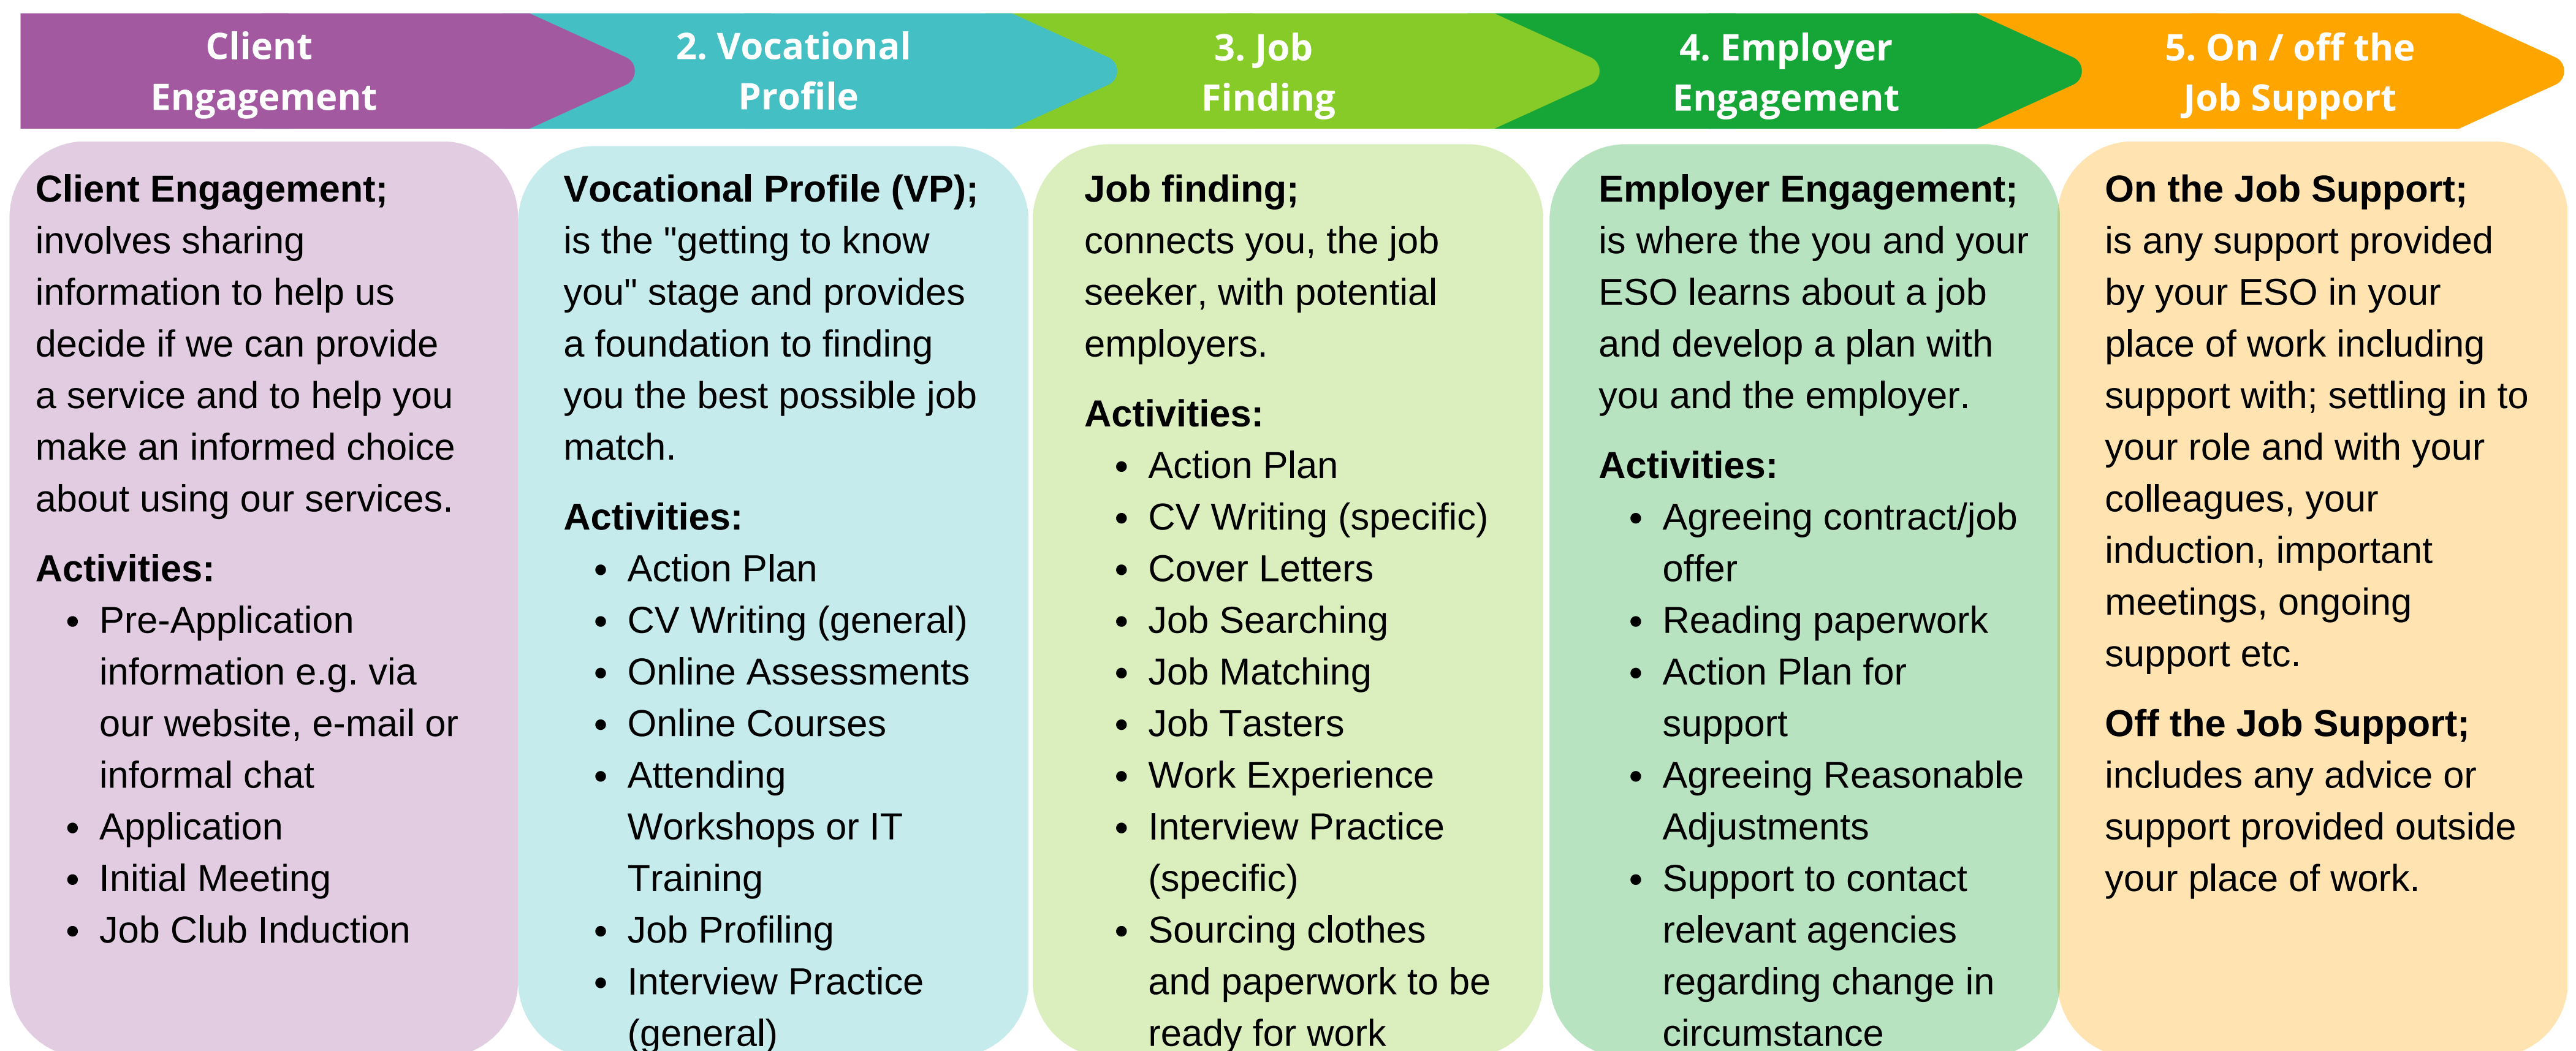 Client
Engagement
2. Vocational
Profile
3. Job
Finding
4. Employer
Engagement
5. On / off the
Job Support
Client Engagement;
involves sharing
information to help us
decide if we can provide
a service and to help you
make an informed choice
about using our services.
Activities:
• Pre-Application
information e.g. via
our website, e-mail or
informal chat
• Application
• Initial Meeting
• Job Club Induction
Vocational Profile (VP);
is the "getting to know
you" stage and provides
a foundation to finding
you the best possible job
match.
Activities:
• Action Plan
• CV Writing (general)
• Online Assessments
• Online Courses
• Attending
Workshops or IT
Training
• Job Profiling
• Interview Practice
(general)
Job finding;
connects you, the job
seeker, with potential
employers.
Activities:
• Action Plan
• CV Writing (specific)
• Cover Letters
• Job Searching
• Job Matching
• Job Tasters
• Work Experience
• Interview Practice
(specific)
• Sourcing clothes
and paperwork to be
ready for work
Employer Engagement;
is where the you and your
ESO learns about a job
and develop a plan with
you and the employer.
Activities:
• Agreeing contract/job
offer
• Reading paperwork
• Action Plan for
support
• Agreeing Reasonable
Adjustments
• Support to contact
relevant agencies
regarding change in
circumstance
On the Job Support;
is any support provided
by your ESO in your
place of work including
support with; settling in to
your role and with your
colleagues, your
induction, important
meetings, ongoing
support etc.
Off the Job Support;
includes any advice or
support provided outside
your place of work.